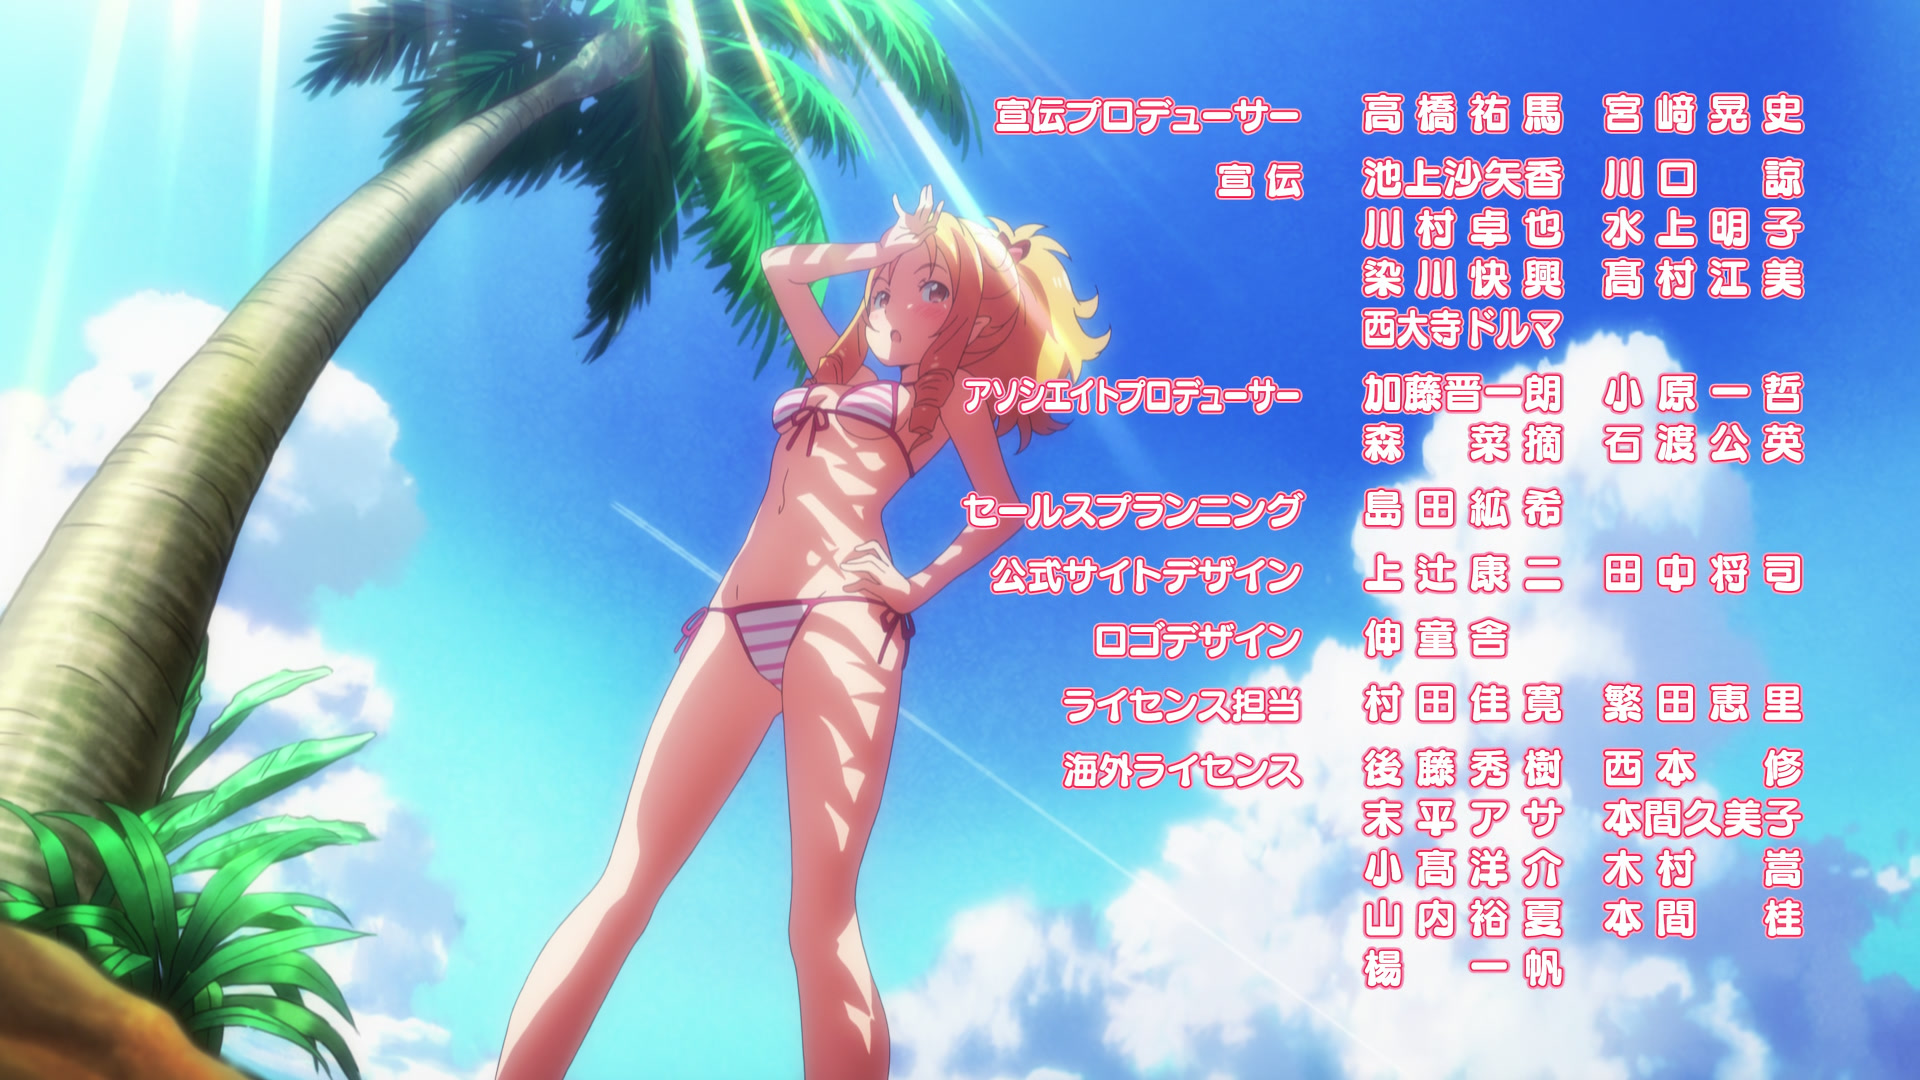 宣伝プロデューサー 高橋祐馬 宮﨑晃史
宣伝 池上沙矢香 川口諒
川村卓也 水上明子
染川快興 髙村江美
西大寺ドルマ
アソシエイトプロデューサー 加藤晋一朗 小原一哲
森菜摘 石渡公英
セールスプランニング 島田紘希
公式サイトデザイン 上辻康二 田中将司
ロゴデザイン 伸童舎
ライセンス担当 村田佳寛 繁田恵里
海外ライセンス 後藤秀樹 西本修
末平アサ 本間久美子
小髙洋介 木村嵩
山内裕夏 本間桂
楊一帆